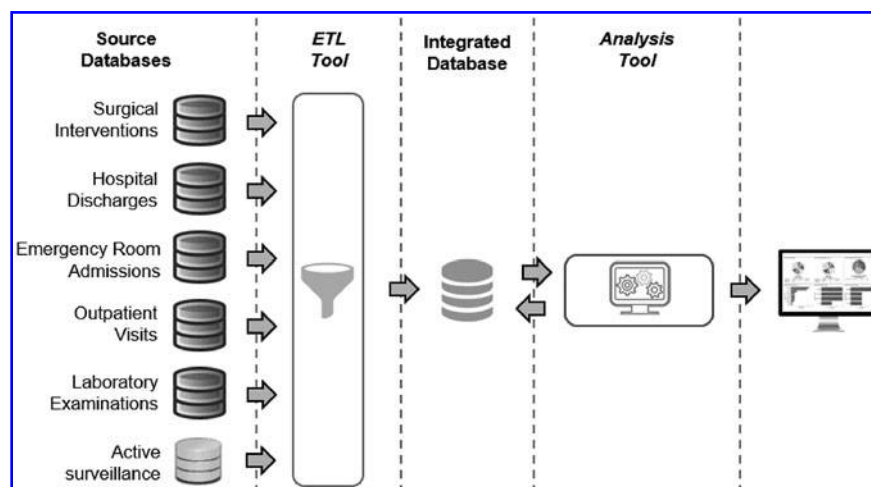 Source
Databases
ETL
Tool
Integrated
Database
Analysis
Tool
Surgical
Interventions
Hospital
Discharges
Emergency Room
Admissions
Outpatient
Visits
Laboratory
Examinations
Active
surveillance